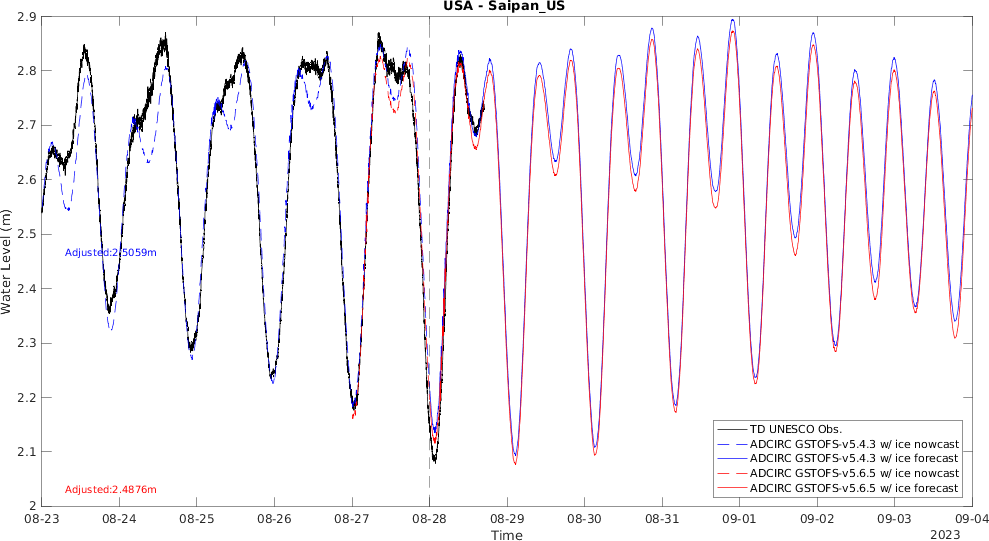 USA - Saipan_US
2.9
2.8
2.7
2.6
2.5
2.4
2.3
2.2
2.1
2
Water Level (m)
Adjusted:2.5059m
Adjusted:2.4876m
TD UNESCO Obs.
ADCIRC GSTOFS-v5.4.3 w/ ice nowcast
ADCIRC GSTOFS-v5.4.3 w/ ice forecast
ADCIRC GSTOFS-v5.6.5 w/ ice nowcast
ADCIRC GSTOFS-v5.6.5 w/ ice forecast
08-23 08-24 08-25 08-26 08-27 08-28 08-29 08-30 08-31 09-01 09-02 09-03 09-04
Time
2023